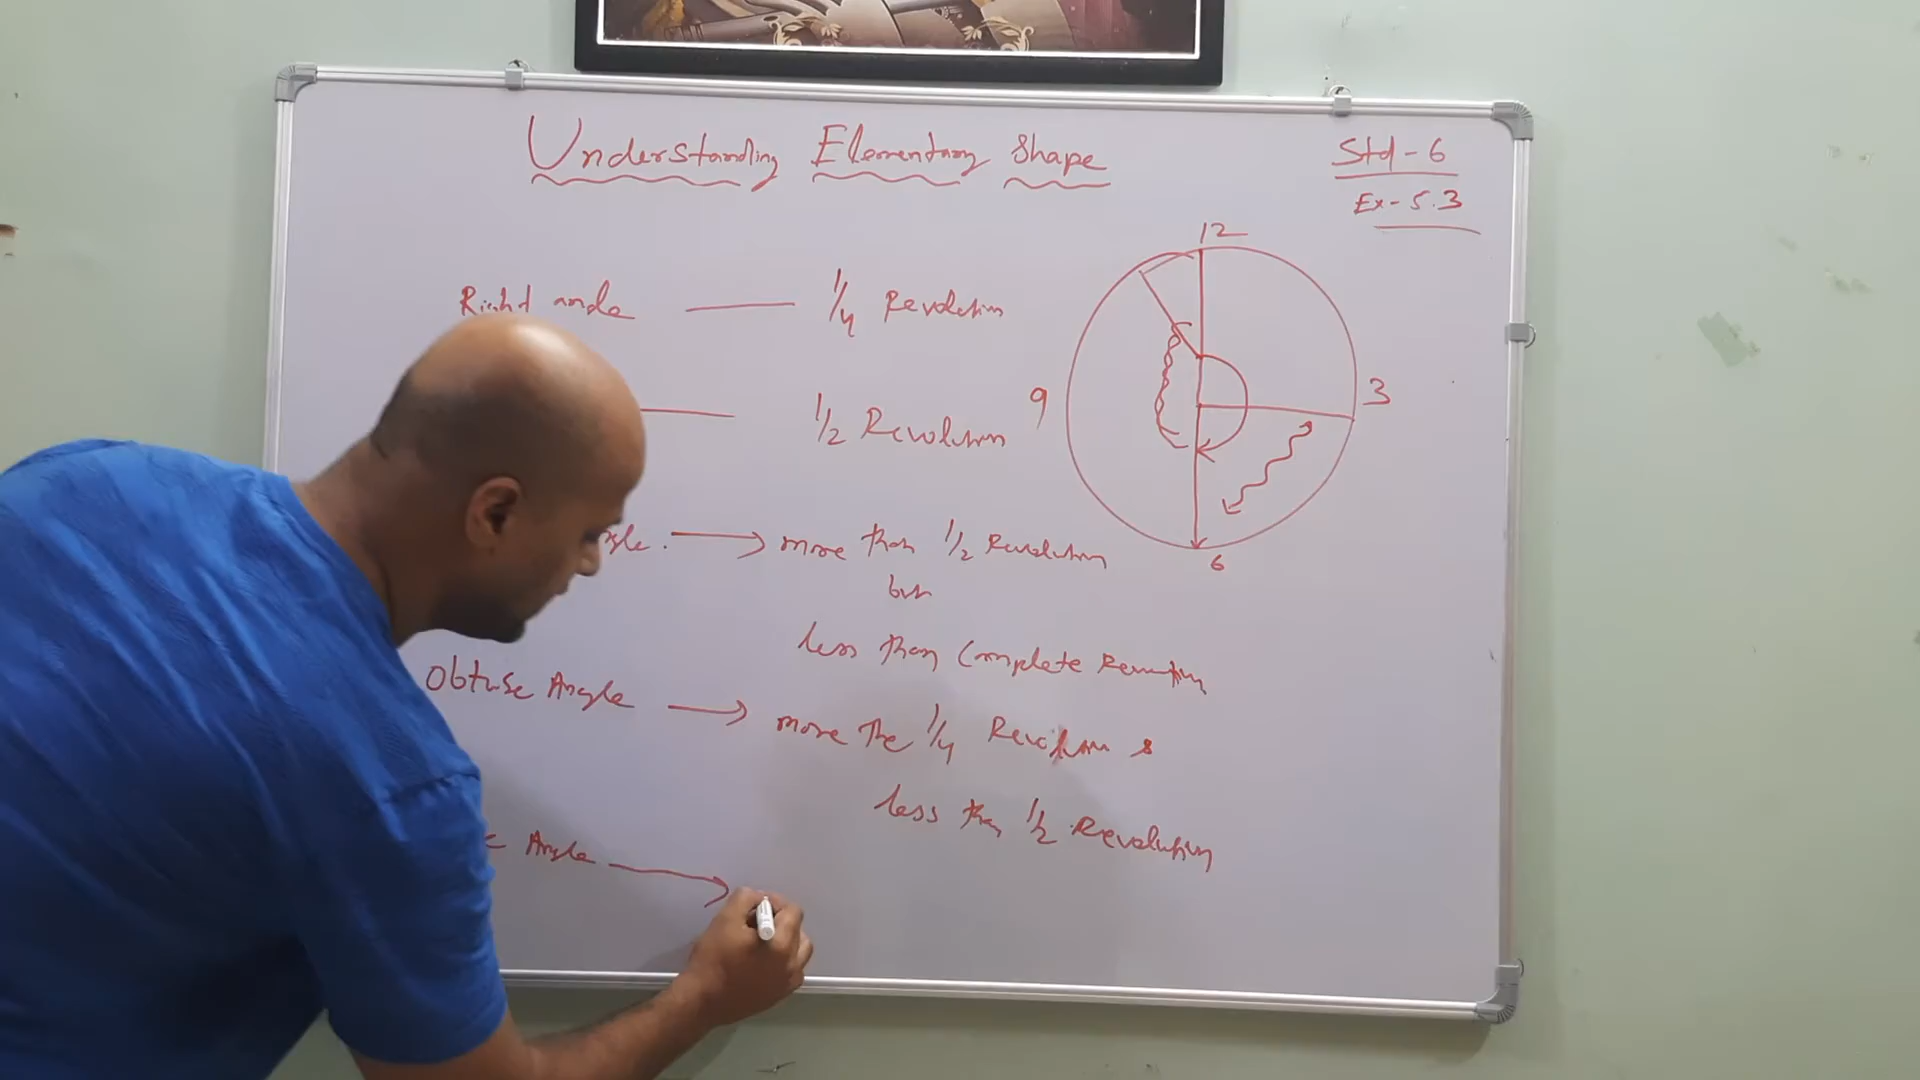 Understanding Elementary Shape
Std-6
Ex-5.3
Right angle — 1/4 Revolution
— 1/2 Revolution
12
9
3
6
Angle. → more than 1/2 Revolution
but
less than Complete Revolution
Obtuse Angle → more the 1/4 Revolution &
less than 1/2 Revolution
Angle →